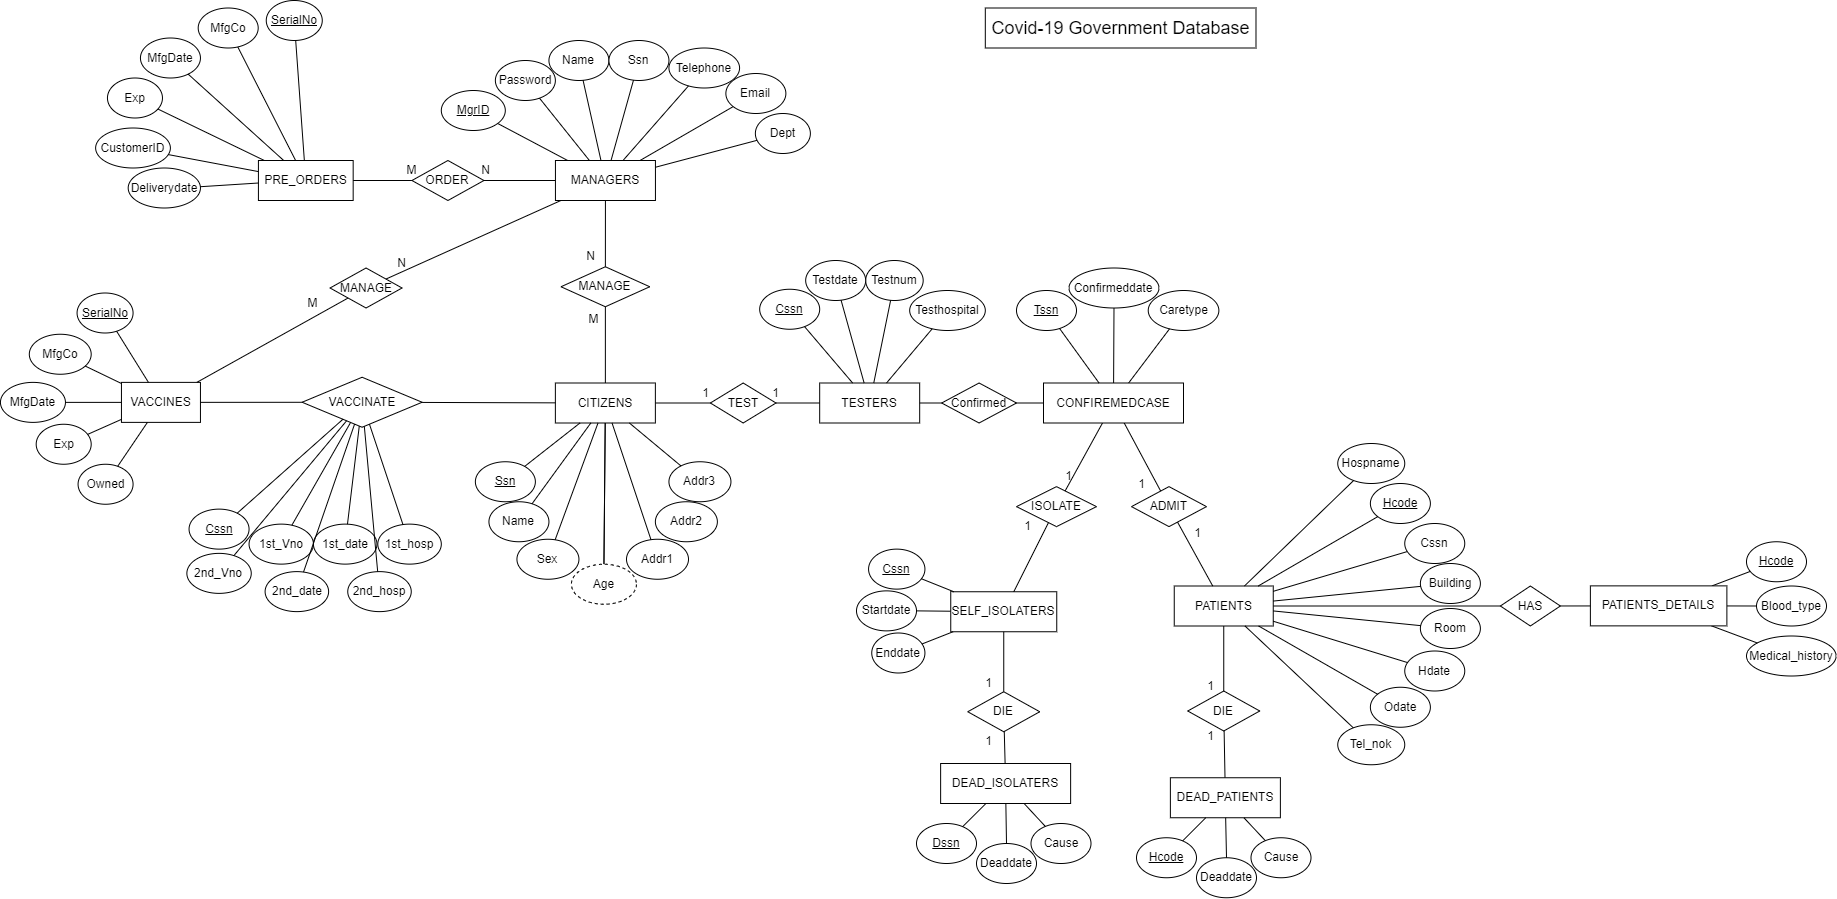 Covid-19 Government Database
SerialNo
MfgCo
MfgDate
Exp
CustomerID
Deliverydate
PRE_ORDERS
M
ORDER
N
MgrID
Password
Name
Ssn
Telephone
Email
Dept
MANAGERS
N
MANAGE
M
N
MANAGE
M
SerialNo
MfgCo
MfgDate
Exp
Owned
VACCINES
VACCINATE
Cssn
2nd_Vno
1st_Vno
2nd_date
1st_date
2nd_hosp
1st_hosp
CITIZENS
Ssn
Name
Sex
Age
Addr1
Addr2
Addr3
1
TEST
1
Cssn
Testdate
Testnum
Testhospital
TESTERS
Confirmed
Tssn
Confirmeddate
Caretype
CONFIREMEDCASE
1
ISOLATE
1
1
ADMIT
1
Cssn
Startdate
Enddate
SELF_ISOLATERS
1
DIE
1
DEAD_ISOLATERS
Dssn
Deaddate
Cause
PATIENTS
Hospname
Hcode
Cssn
Building
Room
Hdate
Odate
Tel_nok
HAS
PATIENTS_DETAILS
Hcode
Blood_type
Medical_history
1
DIE
1
DEAD_PATIENTS
Hcode
Deaddate
Cause